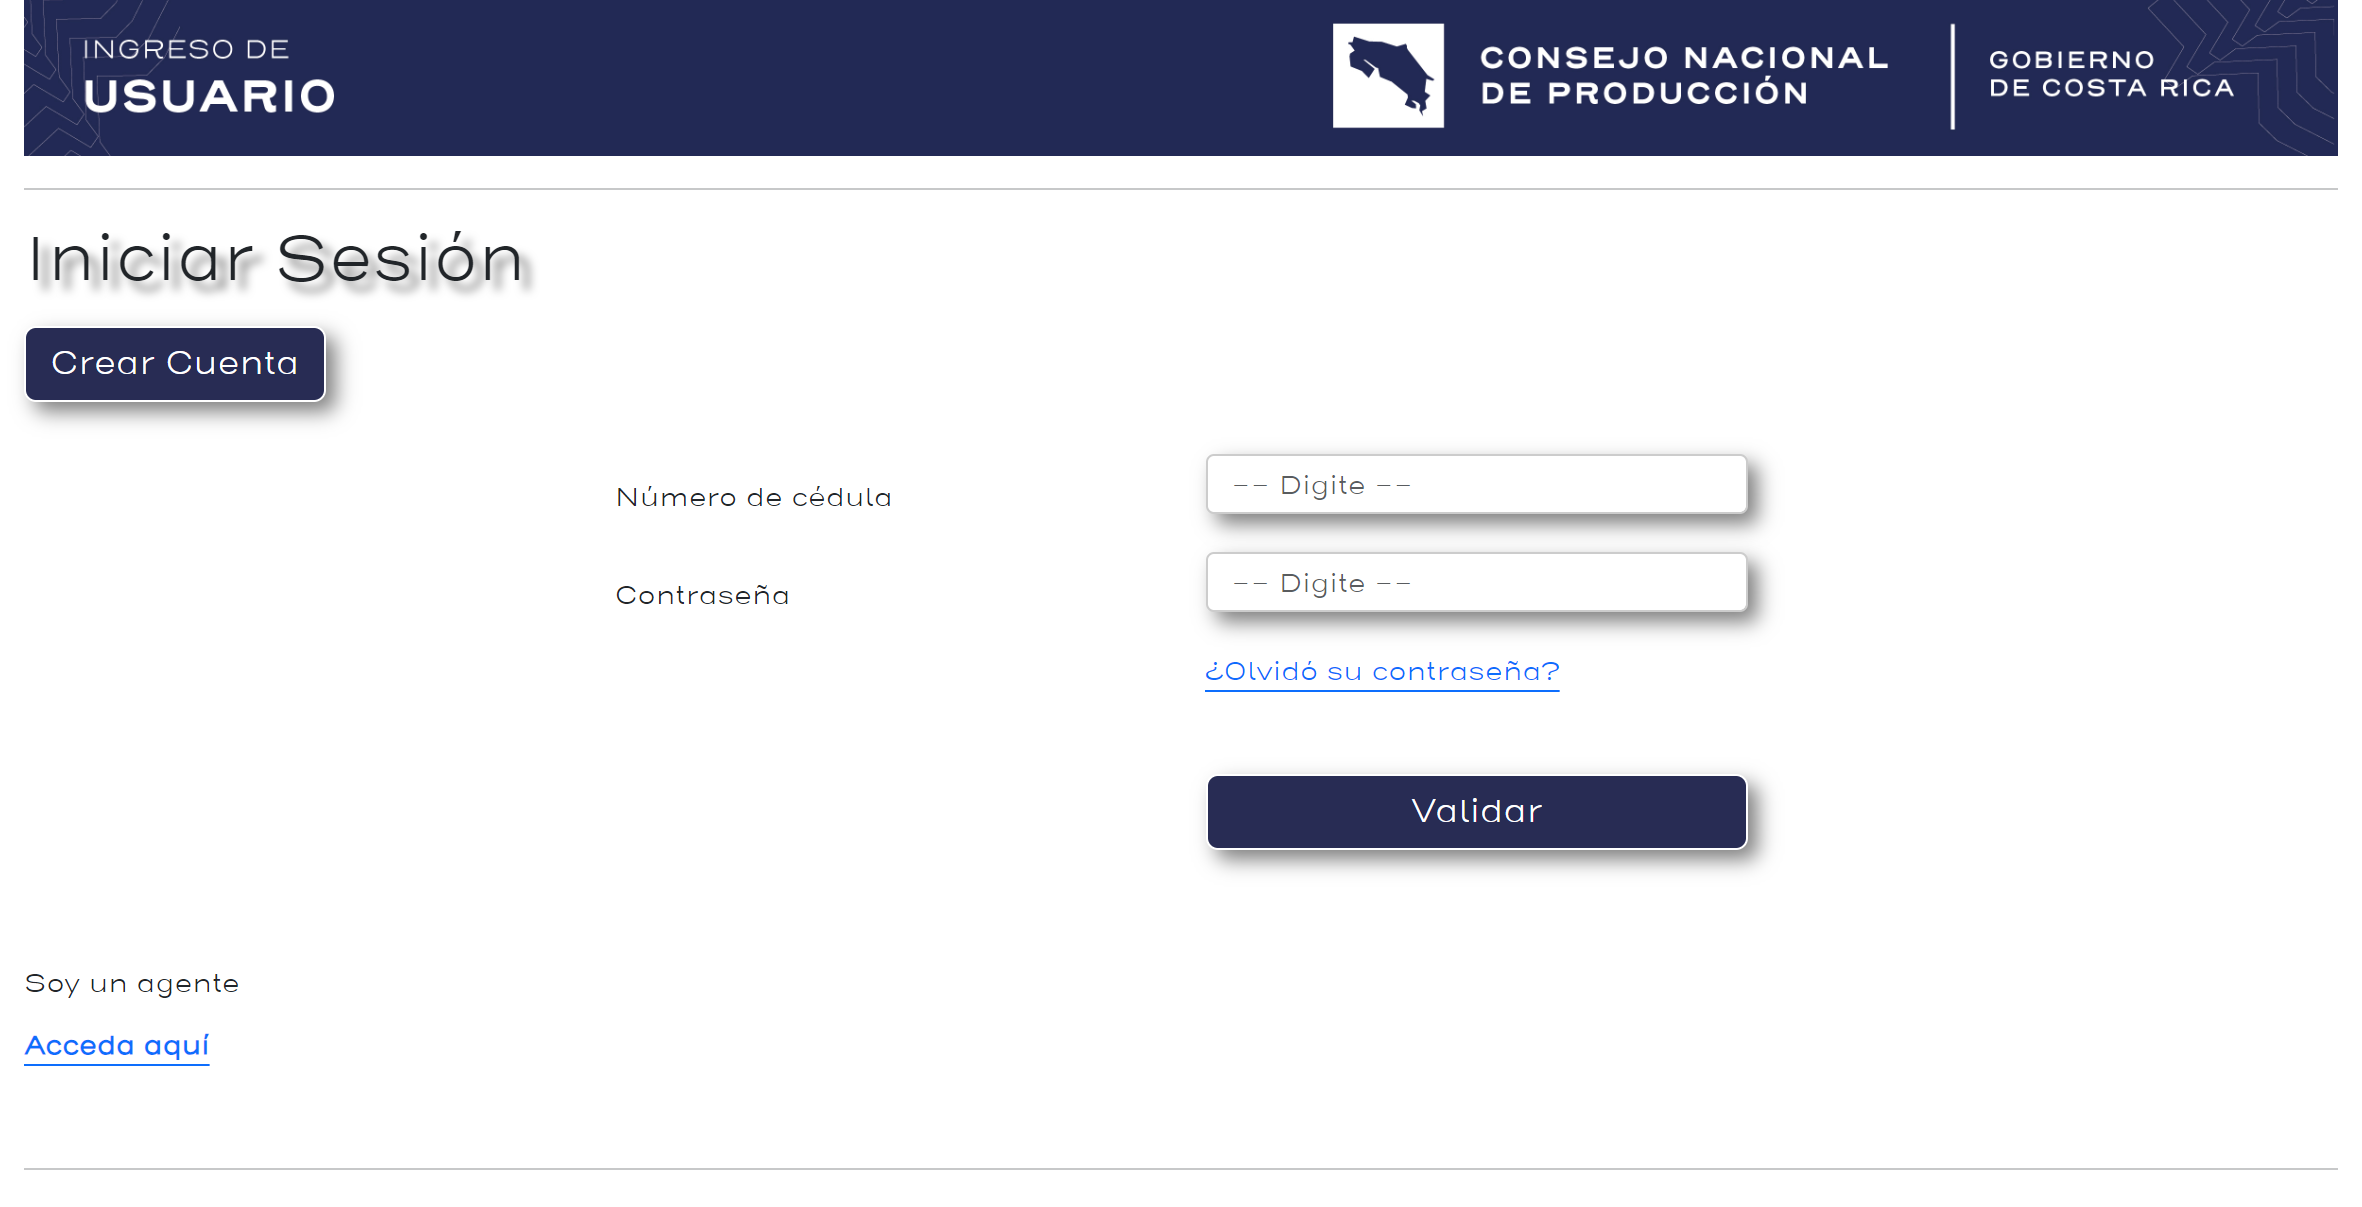 INGRESO DE
USUARIO
CONSEJO NACIONAL
DE PRODUCCIÓN
GOBIERNO
DE COSTA RICA
Iniciar Sesión
Crear Cuenta
Número de cédula
-- Digite --
Contraseña
-- Digite --
¿Olvidó su contraseña?
Validar
Soy un agente
Acceda aquí